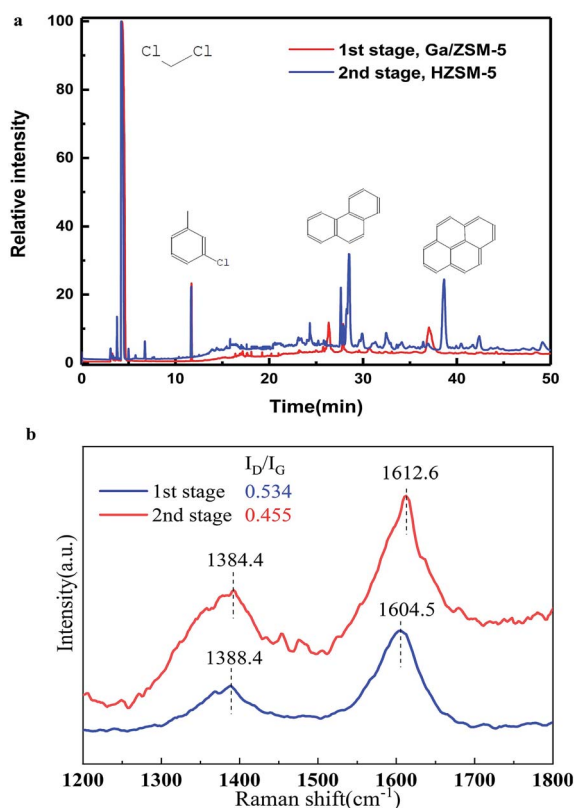 a
Cl Cl
1st stage, Ga/ZSM-5
2nd stage, HZSM-5
Cl
Relative intensity
100
80
60
40
20
0
0 10 20 30 40 50
Time(min)
b
I_D/I_G
1st stage 0.534
2nd stage 0.455
1612.6
1384.4
1604.5
1388.4
Intensity(a.u.)
1200 1300 1400 1500 1600 1700 1800
Raman shift(cm⁻¹)